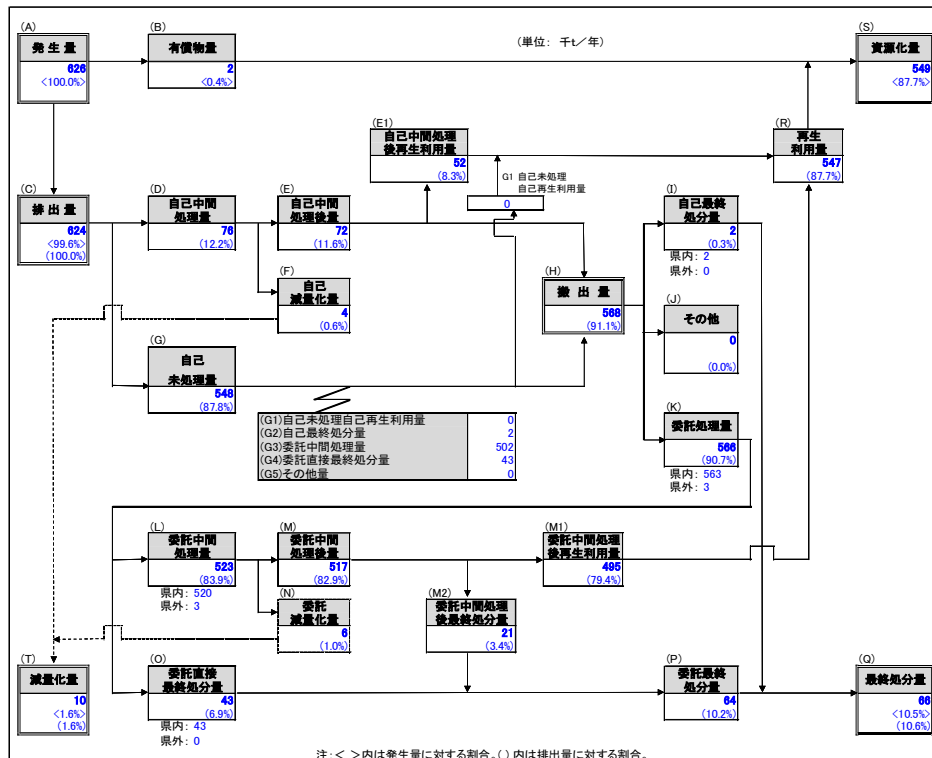 (単位: 千t/年)
(A)
発 生 量
626
<100.0%>
(B)
有償物量
2
<0.4%>
(S)
資源化量
549
<87.7%>
(E1)
自己中間処理
後再生利用量
52
(8.3%)
G1 自己未処理
自己再生利用量
0
(R)
再生
利用量
547
(87.7%)
(C)
排 出 量
624
<99.6%>
(100.0%)
(D)
自己中間
処理量
76
(12.2%)
(E)
自己中間
処理後量
72
(11.6%)
(F)
自己
減量化量
4
(0.6%)
(G)
自己
未処理量
548
(87.8%)
(H)
搬 出 量
568
(91.1%)
(I)
自己最終
処分量
2
(0.3%)
県内: 2
県外: 0
(J)
その他
0
(0.0%)
(K)
委託処理量
566
(90.7%)
県内: 563
県外: 3
(G1)自己未処理自己再生利用量 0
(G2)自己最終処分量 2
(G3)委託中間処理量 502
(G4)委託直接最終処分量 43
(G5)その他量 0
(L)
委託中間
処理量
523
(83.9%)
県内: 520
県外: 3
(M)
委託中間
処理後量
517
(82.9%)
(N)
委託
減量化量
6
(1.0%)
(M1)
委託中間処理
後再生利用量
495
(79.4%)
(M2)
委託中間処理
後最終処分量
21
(3.4%)
(T)
減量化量
10
<1.6%>
(1.6%)
(O)
委託直接
最終処分量
43
(6.9%)
県内: 43
県外: 0
(P)
委託最終
処分量
64
(10.2%)
(Q)
最終処分量
66
<10.5%>
(10.6%)
注:< >内は発生量に対する割合。( )内は排出量に対する割合。